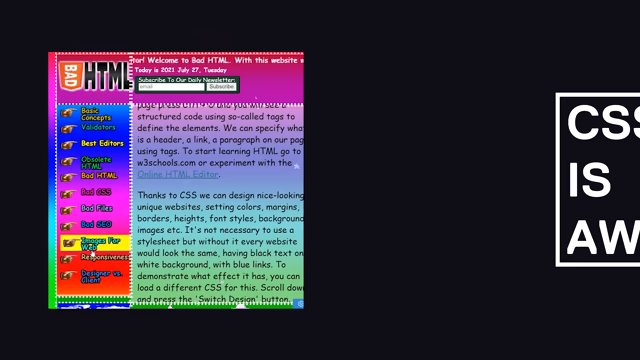 BAD HTML
tor! Welcome to Bad HTML. With this website w
Today is 2021 July 27, Tuesday
Subscribe To Our Daily Newsletter:
email Subscribe
Basic
Concepts
Validators
Best Editors
Obsolete
HTML
Bad HTML
Bad CSS
Bad Files
Bad SEO
Images For
Web
Responsiveness
Designer vs.
Client
structured code using so-called tags to
define the elements. We can specify wha
is a header, a link, a paragraph on our pag
using tags. To start learning HTML go to
w3schools.com or experiment with the
Online HTML Editor.
Thanks to CSS we can design nice-looking
unique websites, setting colors, margins,
borders, heights, font styles, background
images etc. It's not necessary to use a
stylesheet but without it every website
would look the same, having black text on
white background, with blue links. To
demonstrate what effect it has, you can
load a different CSS for this. Scroll down
and press the 'Switch Design' button.
CSS
IS
AW